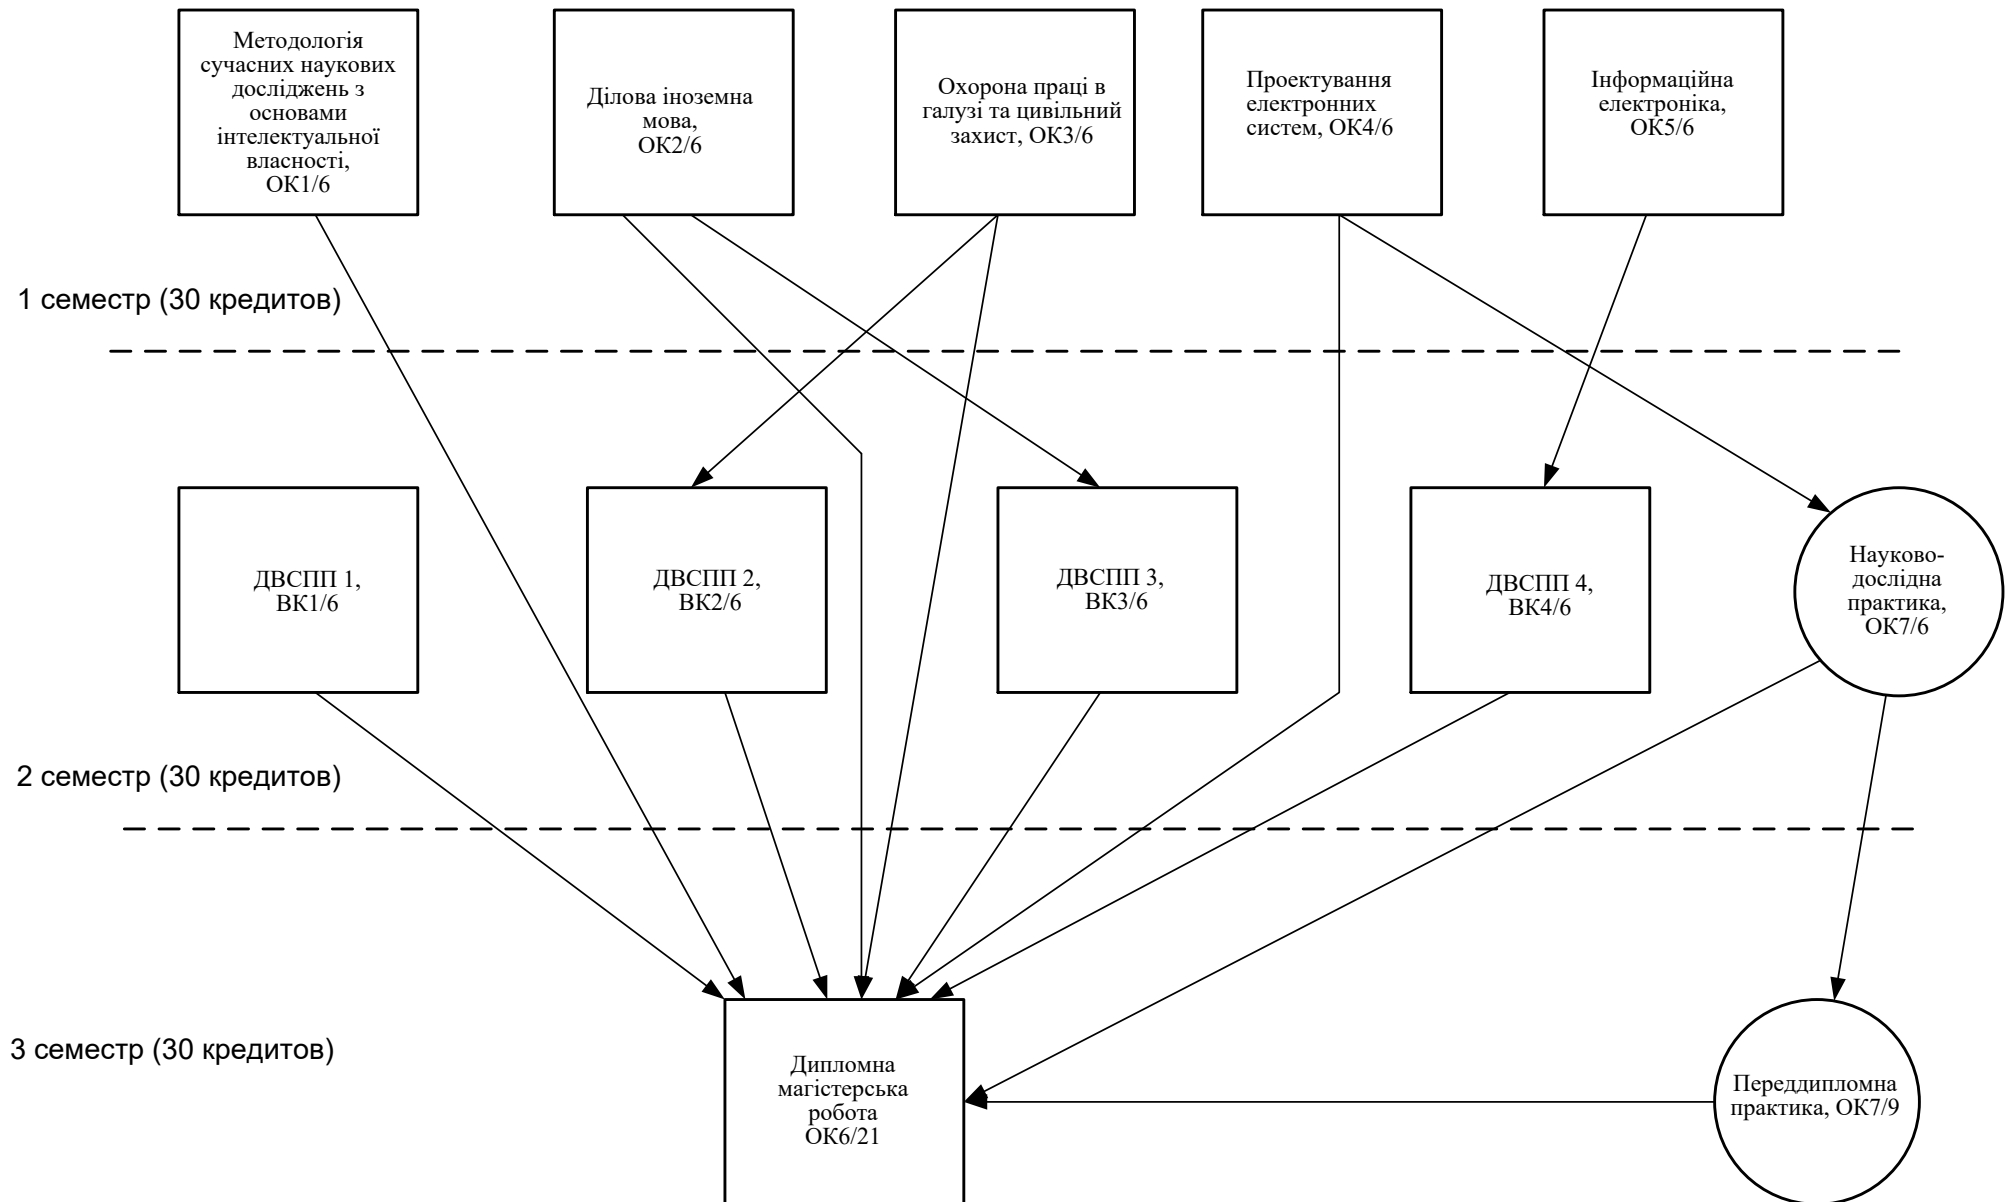 Методологія
сучасних наукових
досліджень з
основами
інтелектуальної
власності,
ОК1/6
Ділова іноземна
мова,
ОК2/6
Охорона праці в
галузі та цивільний
захист, ОК3/6
Проектування
електронних
систем, ОК4/6
Інформаційна
електроніка,
ОК5/6
1 семестр (30 кредитов)
ДВСПП 1,
ВК1/6
ДВСПП 2,
ВК2/6
ДВСПП 3,
ВК3/6
ДВСПП 4,
ВК4/6
Науково-
дослідна
практика,
ОК7/6
2 семестр (30 кредитов)
3 семестр (30 кредитов)
Дипломна
магістерська
робота
ОК6/21
Переддипломна
практика, ОК7/9